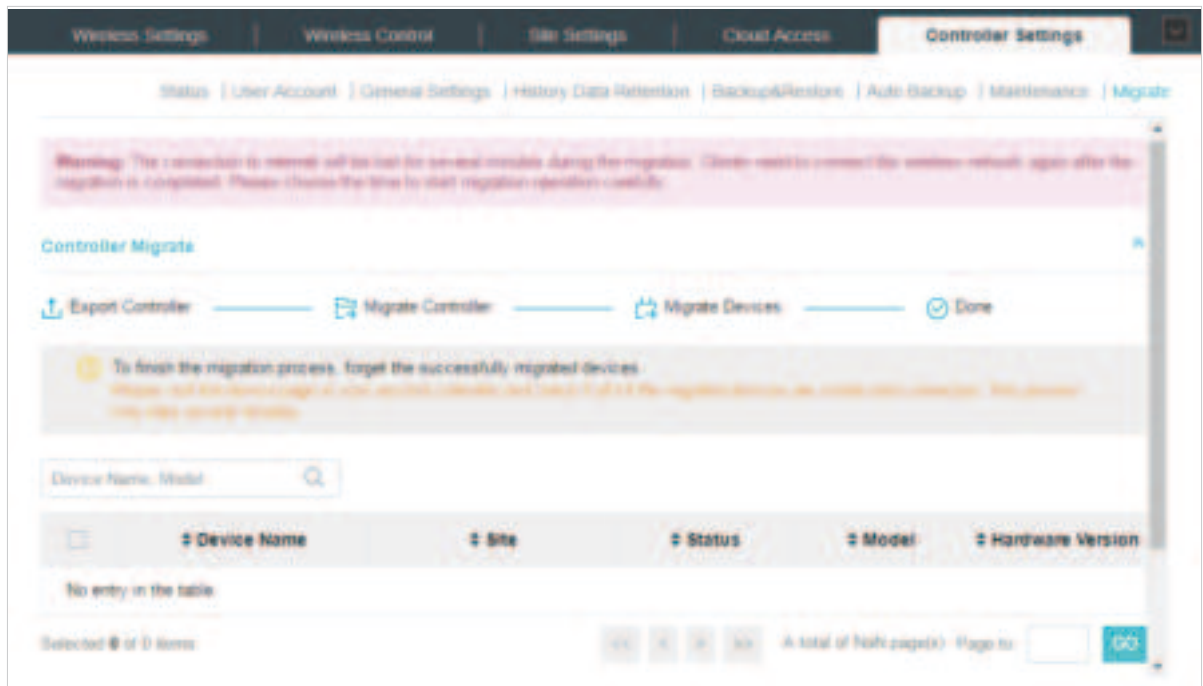 Wireless Settings | Wireless Control | Site Settings | Cloud Access Controller Settings
Status | User Account | General Settings | History Data Retention | Backup&Restore | Auto Backup | Maintenance | Migrate
Warning: The connection to internet will be lost for several minutes during the migration. Clients need to connect the wireless network again after the
migration is completed. Please choose the time to start migration operation carefully.
Controller Migrate
Export Controller Migrate Controller Migrate Devices Done
To finish the migration process, forget the successfully migrated devices.
may take several minutes.
Device Name, Model
Device Name Site Status Model Hardware Version
No entry in the table.
Selected 0 of 0 items << < > >> A total of NaN page(s) Page to: GO